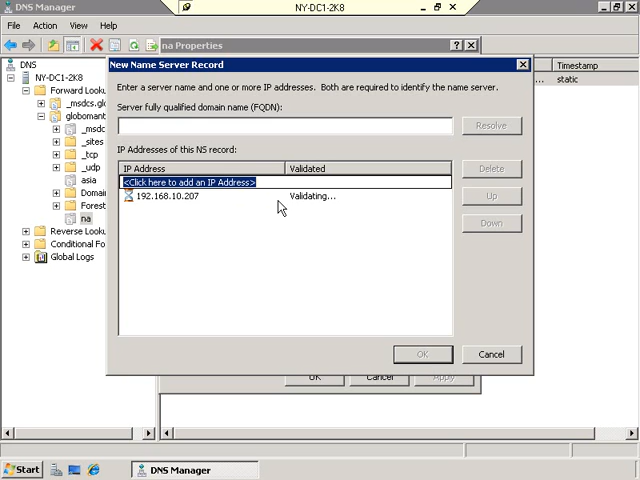 DNS Manager
NY-DC1-2K8
File Action View Help
na Properties
New Name Server Record
DNS
NY-DC1-2K8
Forward Looku
_msdcs.gl
globomant
_msdc
_sites
_tcp
_udp
asia
Domain
Forest
na
Reverse Looku
Conditional Fo
Global Logs
Timestamp
... static
Enter a server name and one or more IP addresses. Both are required to identify the name server.
Server fully qualified domain name (FQDN):
Resolve
IP Addresses of this NS record:
IP Address Validated
<Click here to add an IP Address>
192.168.10.207 Validating...
Delete
Up
Down
OK Cancel
OK Cancel Apply
Start
DNS Manager